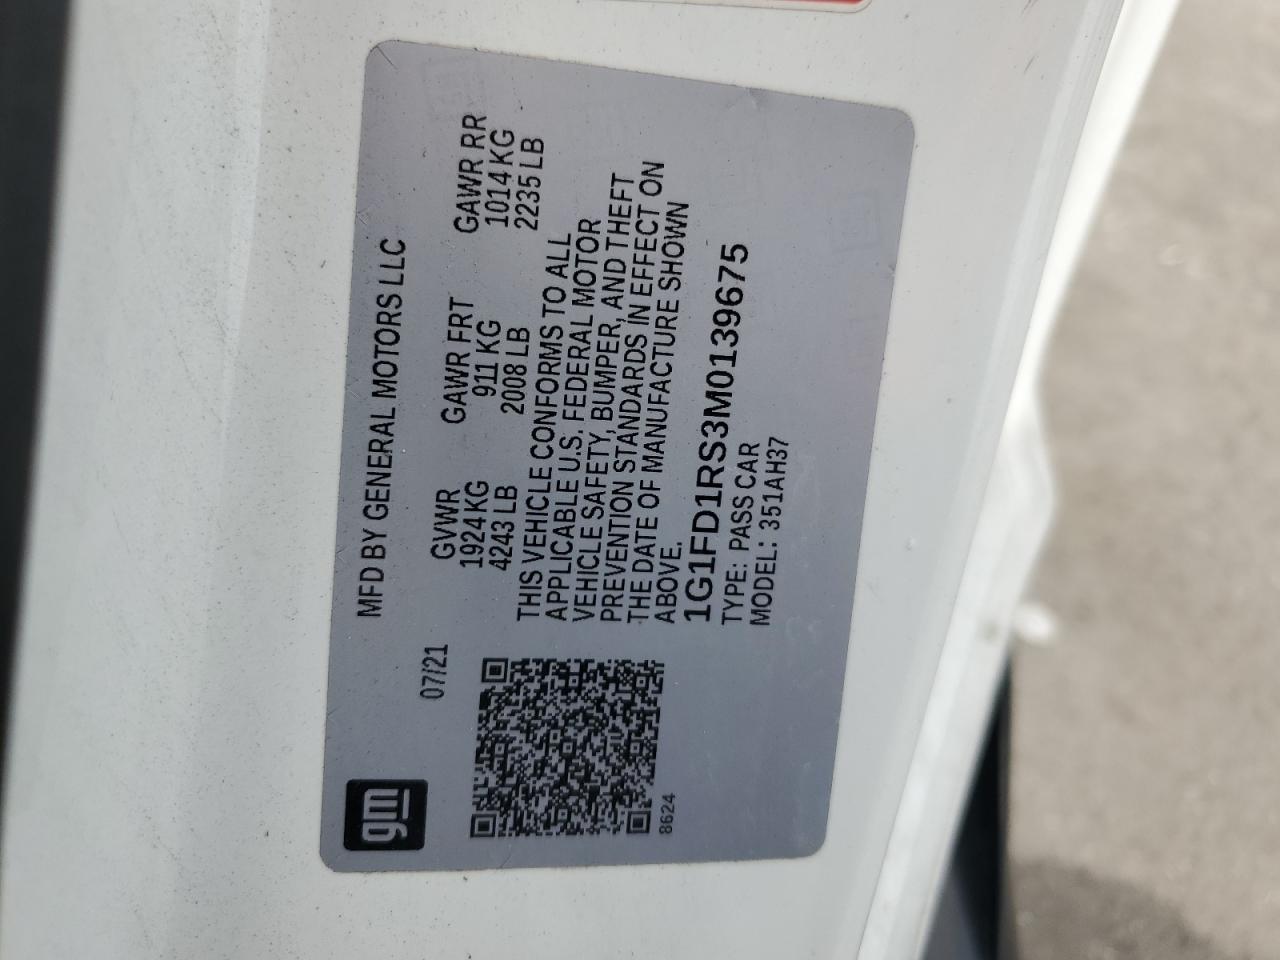 gm
MFD BY GENERAL MOTORS LLC
07/21
GVWR GAWR FRT GAWR RR
1924 KG 911 KG 1014 KG
4243 LB 2008 LB 2235 LB
THIS VEHICLE CONFORMS TO ALL
APPLICABLE U.S. FEDERAL MOTOR
VEHICLE SAFETY, BUMPER, AND THEFT
PREVENTION STANDARDS IN EFFECT ON
THE DATE OF MANUFACTURE SHOWN
ABOVE.
1G1FD1RS3M0139675
TYPE: PASS CAR
MODEL: 351AH37
8624